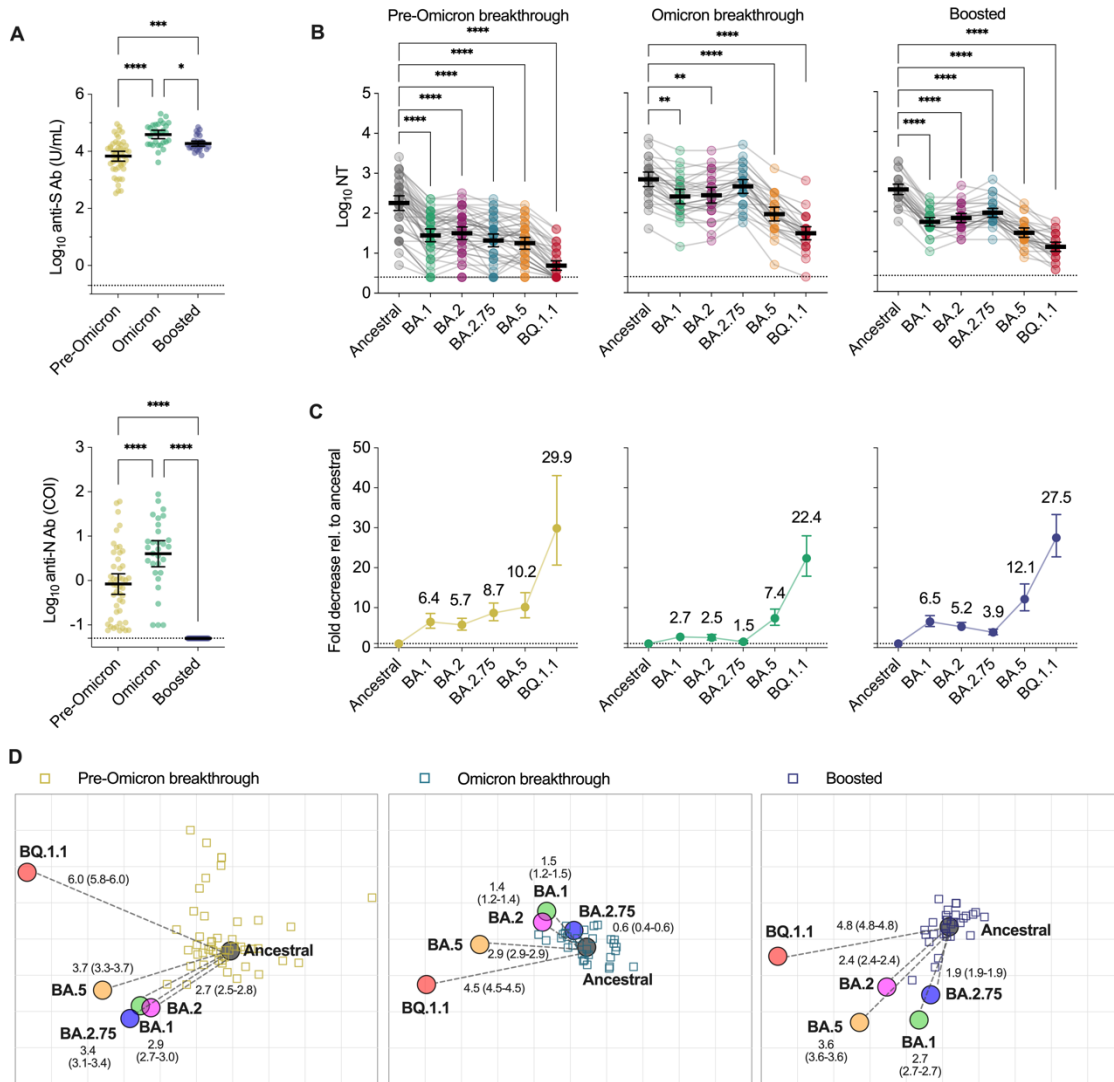 A
***
****
*
6
4
2
0
Log10 anti-S Ab (U/mL)
Pre-Omicron
Omicron
Boosted
****
****
****
3
2
1
0
-1
Log10 anti-N Ab (COI)
Pre-Omicron
Omicron
Boosted
B
Pre-Omicron breakthrough
Omicron breakthrough
Boosted
****
****
****
****
****
****
****
**
**
****
****
****
****
****
5
4
3
2
1
0
Log10 NT
Ancestral
BA.1
BA.2
BA.2.75
BA.5
BQ.1.1
Ancestral
BA.1
BA.2
BA.2.75
BA.5
BQ.1.1
Ancestral
BA.1
BA.2
BA.2.75
BA.5
BQ.1.1
C
50
40
30
20
10
0
Fold decrease rel. to ancestral
6.4
5.7
8.7
10.2
29.9
Ancestral
BA.1
BA.2
BA.2.75
BA.5
BQ.1.1
2.7
2.5
1.5
7.4
22.4
Ancestral
BA.1
BA.2
BA.2.75
BA.5
BQ.1.1
6.5
5.2
3.9
12.1
27.5
Ancestral
BA.1
BA.2
BA.2.75
BA.5
BQ.1.1
D
Pre-Omicron breakthrough
Omicron breakthrough
Boosted
BQ.1.1
6.0 (5.8-6.0)
Ancestral
3.7 (3.3-3.7)
2.7 (2.5-2.8)
BA.5
BA.2
BA.1
BA.2.75
3.4
(3.1-3.4)
2.9
(2.7-3.0)
1.5
(1.2-1.5)
1.4
(1.2-1.4)
BA.1
BA.2
BA.2.75
0.6 (0.4-0.6)
BA.5
2.9 (2.9-2.9)
Ancestral
BQ.1.1
4.5 (4.5-4.5)
4.8 (4.8-4.8)
Ancestral
BQ.1.1
2.4 (2.4-2.4)
1.9 (1.9-1.9)
BA.2
BA.2.75
BA.5
3.6
(3.6-3.6)
BA.1
2.7
(2.7-2.7)